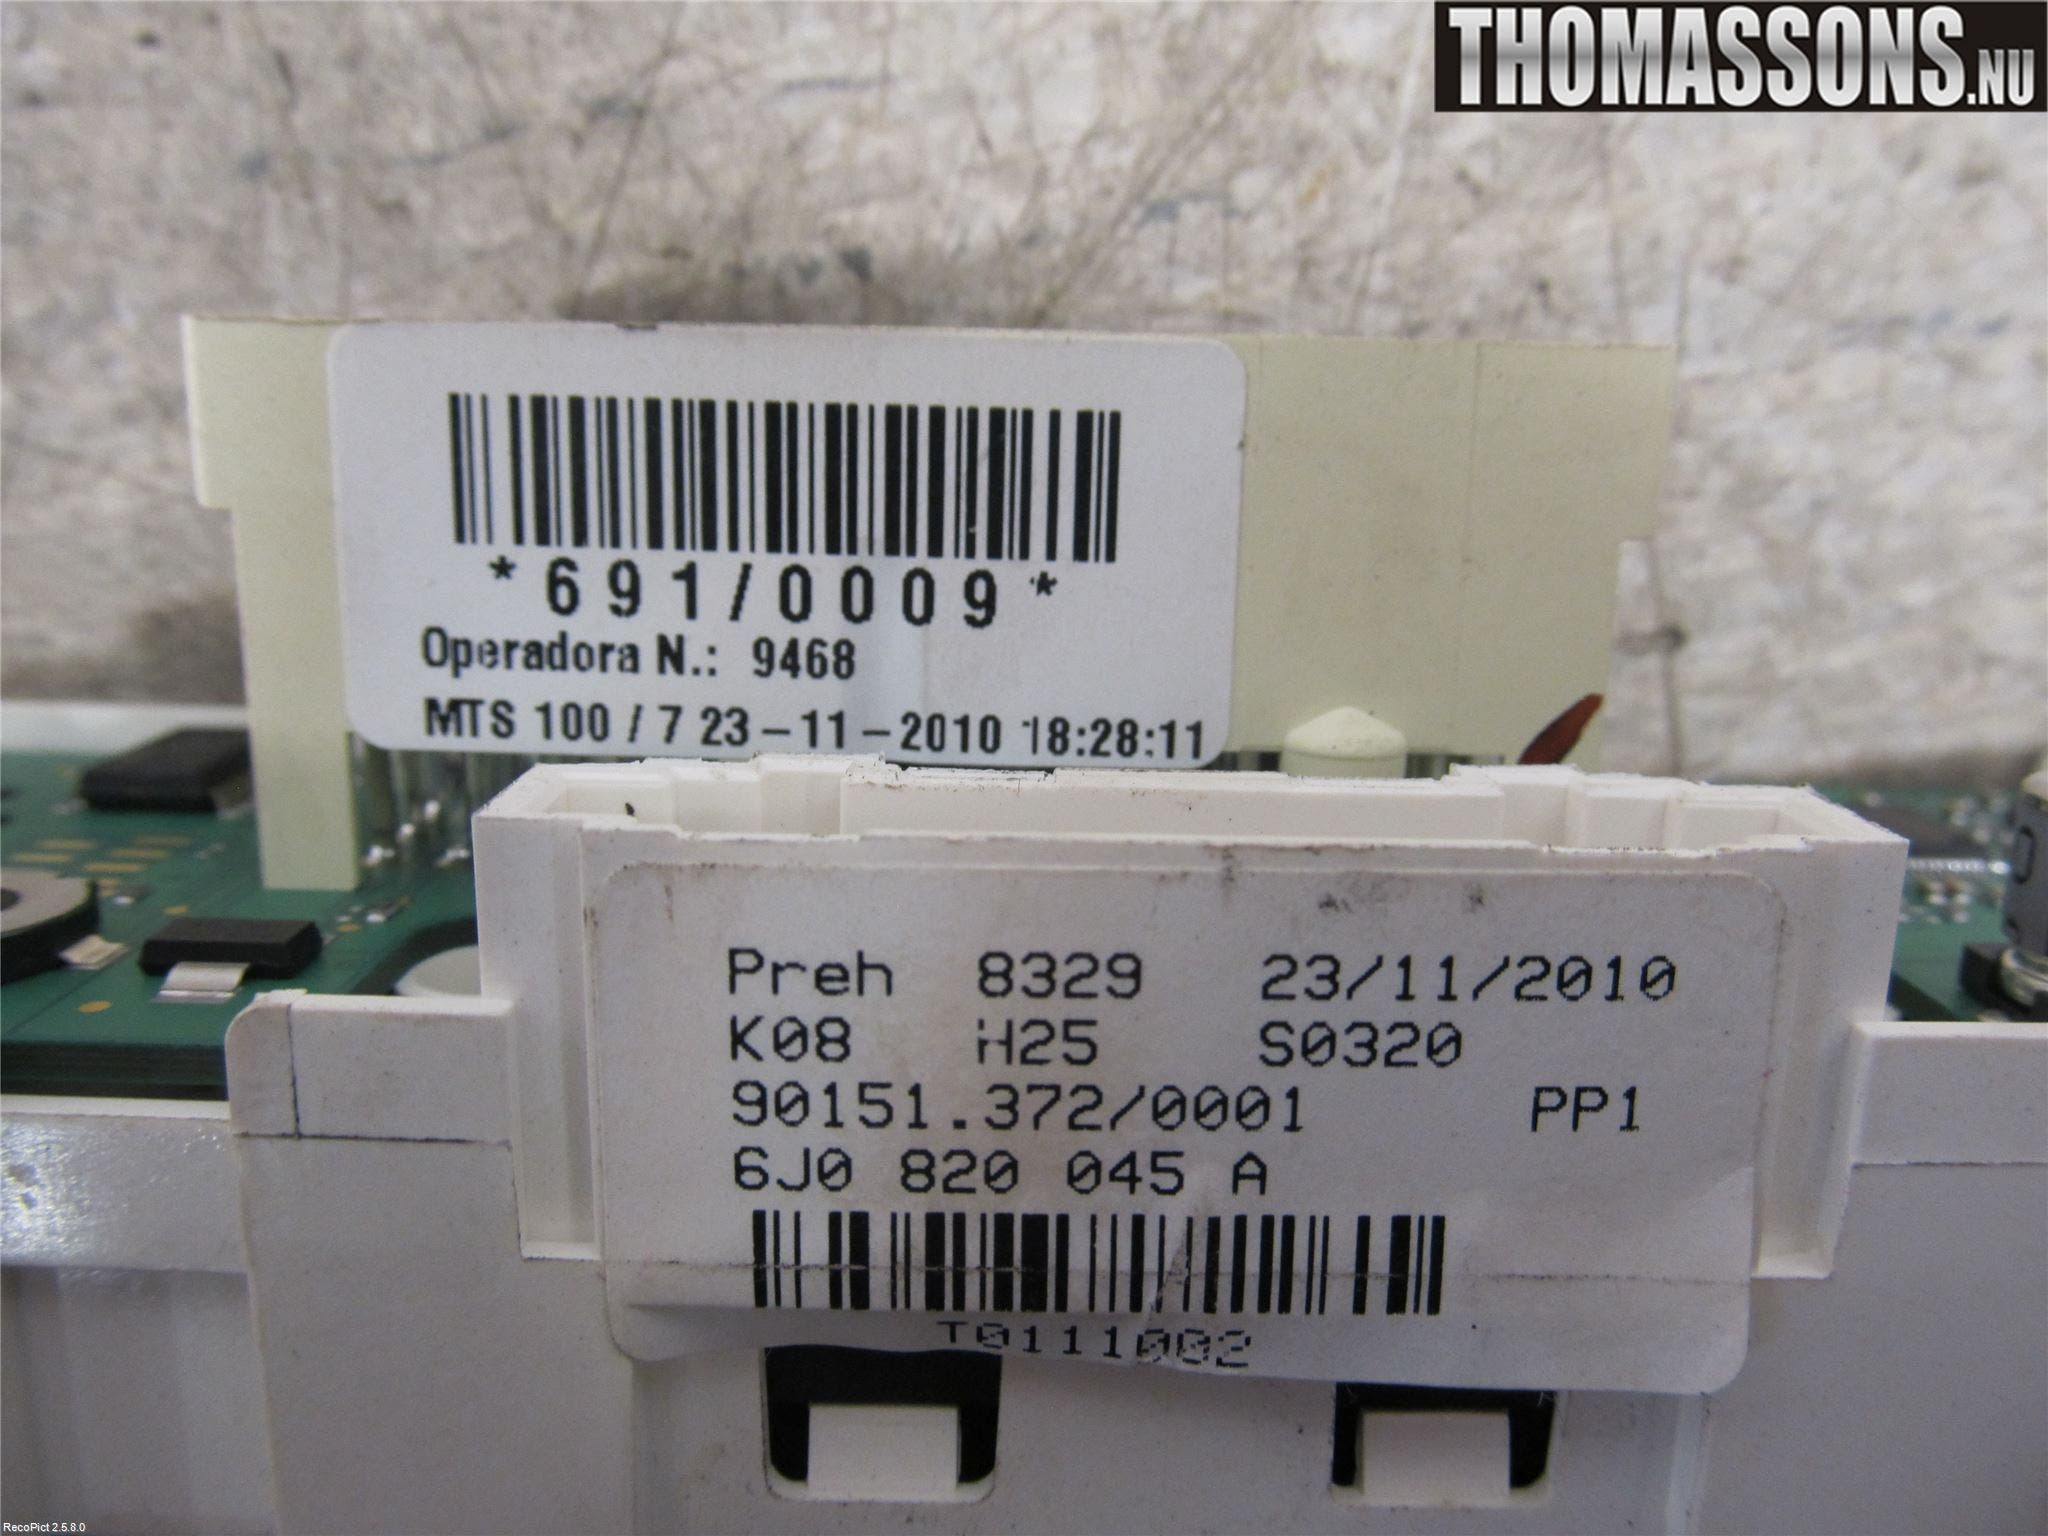 THOMASSONS.NU
*691/0009*
Operadora N.: 9468
MTS 100 / 7 23-11-2010 18:28:11
Preh 8329 23/11/2010
K08 H25 S0320
90151.372/0001 PP1
6J0 820 045 A
T0111002
RecoPict 2.5.8.0